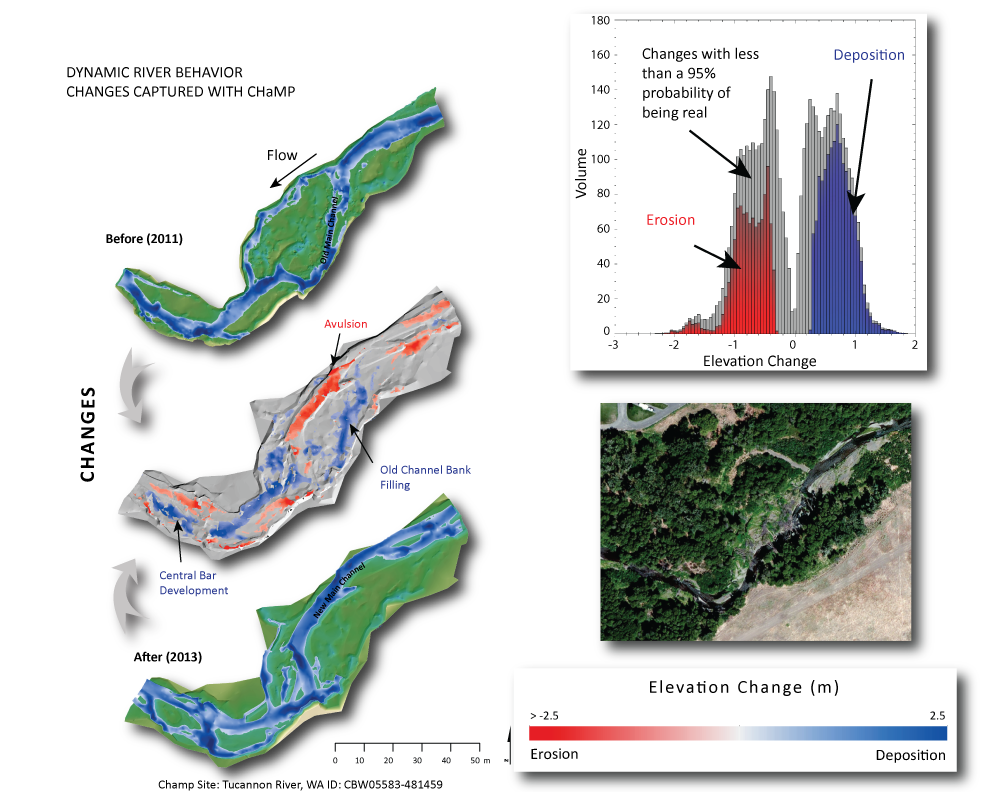 DYNAMIC RIVER BEHAVIOR
CHANGES CAPTURED WITH CHaMP
Flow
Old Main Channel
Before (2011)
Avulsion
CHANGES
Old Channel Bank
Filling
Central Bar
Development
New Main Channel
After (2013)
0 10 20 30 40 50 m
N
Champ Site: Tucannon River, WA ID: CBW05583-481459
180
160
140
120
100
80
60
40
20
0
Volume
-3 -2 -1 0 1 2
Elevation Change
Changes with less
than a 95%
probability of
being real
Deposition
Erosion
Elevation Change (m)
> -2.5 2.5
Erosion Deposition